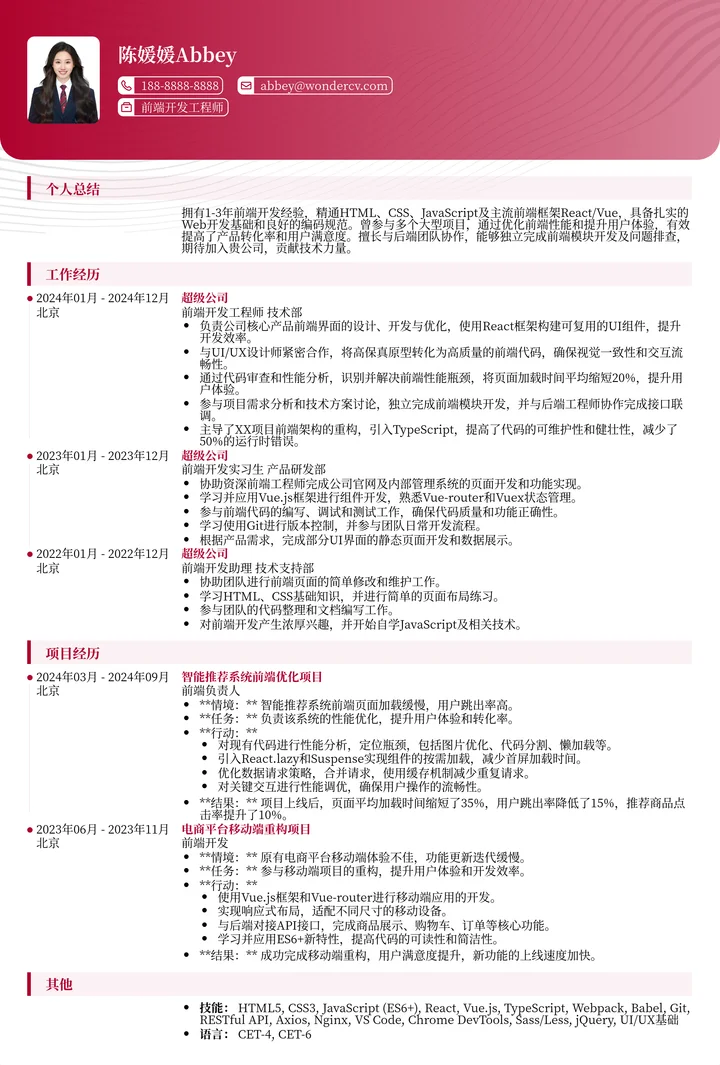 陈媛媛Abbey
188-8888-8888
abbey@wondercv.com
前端开发工程师
个人总结
拥有1-3年前端开发经验，精通HTML、CSS、JavaScript及主流前端框架React/Vue，具备扎实的
Web开发基础和良好的编码规范。曾参与多个大型项目，通过优化前端性能和提升用户体验，有效
提高了产品转化率和用户满意度。擅长与后端团队协作，能够独立完成前端模块开发及问题排查，
期待加入贵公司，贡献技术力量。
工作经历
2024年01月 - 2024年12月
北京
超级公司
前端开发工程师 技术部
• 负责公司核心产品前端界面的设计、开发与优化，使用React框架构建可复用的UI组件，提升
开发效率。
• 与UI/UX设计师紧密合作，将高保真原型转化为高质量的前端代码，确保视觉一致性和交互流
畅性。
• 通过代码审查和性能分析，识别并解决前端性能瓶颈，将页面加载时间平均缩短20%，提升用
户体验。
• 参与项目需求分析和技术方案讨论，独立完成前端模块开发，并与后端工程师协作完成接口联
调。
• 主导了XX项目前端架构的重构，引入TypeScript，提高了代码的可维护性和健壮性，减少了
50%的运行时错误。
2023年01月 - 2023年12月
北京
超级公司
前端开发实习生 产品研发部
• 协助资深前端工程师完成公司官网及内部管理系统的页面开发和功能实现。
• 学习并应用Vue.js框架进行组件开发，熟悉Vue-router和Vuex状态管理。
• 参与前端代码的编写、调试和测试工作，确保代码质量和功能正确性。
• 学习使用Git进行版本控制，并参与团队日常开发流程。
• 根据产品需求，完成部分UI界面的静态页面开发和数据展示。
2022年01月 - 2022年12月
北京
超级公司
前端开发助理 技术支持部
• 协助团队进行前端页面的简单修改和维护工作。
• 学习HTML、CSS基础知识，并进行简单的页面布局练习。
• 参与团队的代码整理和文档编写工作。
• 对前端开发产生浓厚兴趣，并开始自学JavaScript及相关技术。
项目经历
2024年03月 - 2024年09月
北京
智能推荐系统前端优化项目
前端负责人
• **情境：** 智能推荐系统前端页面加载缓慢，用户跳出率高。
• **任务：** 负责该系统的性能优化，提升用户体验和转化率。
• **行动：**
• 对现有代码进行性能分析，定位瓶颈，包括图片优化、代码分割、懒加载等。
• 引入React.lazy和Suspense实现组件的按需加载，减少首屏加载时间。
• 优化数据请求策略，合并请求，使用缓存机制减少重复请求。
• 对关键交互进行性能调优，确保用户操作的流畅性。
• **结果：** 项目上线后，页面平均加载时间缩短了35%，用户跳出率降低了15%，推荐商品点
击率提升了10%。
2023年06月 - 2023年11月
北京
电商平台移动端重构项目
前端开发
• **情境：** 原有电商平台移动端体验不佳，功能更新迭代缓慢。
• **任务：** 参与移动端项目的重构，提升用户体验和开发效率。
• **行动：**
• 使用Vue.js框架和Vue-router进行移动端应用的开发。
• 实现响应式布局，适配不同尺寸的移动设备。
• 与后端对接API接口，完成商品展示、购物车、订单等核心功能。
• 学习并应用ES6+新特性，提高代码的可读性和简洁性。
• **结果：** 成功完成移动端重构，用户满意度提升，新功能的上线速度加快。
其他
• 技能： HTML5, CSS3, JavaScript (ES6+), React, Vue.js, TypeScript, Webpack, Babel, Git,
RESTful API, Axios, Nginx, VS Code, Chrome DevTools, Sass/Less, jQuery, UI/UX基础
• 语言： CET-4, CET-6